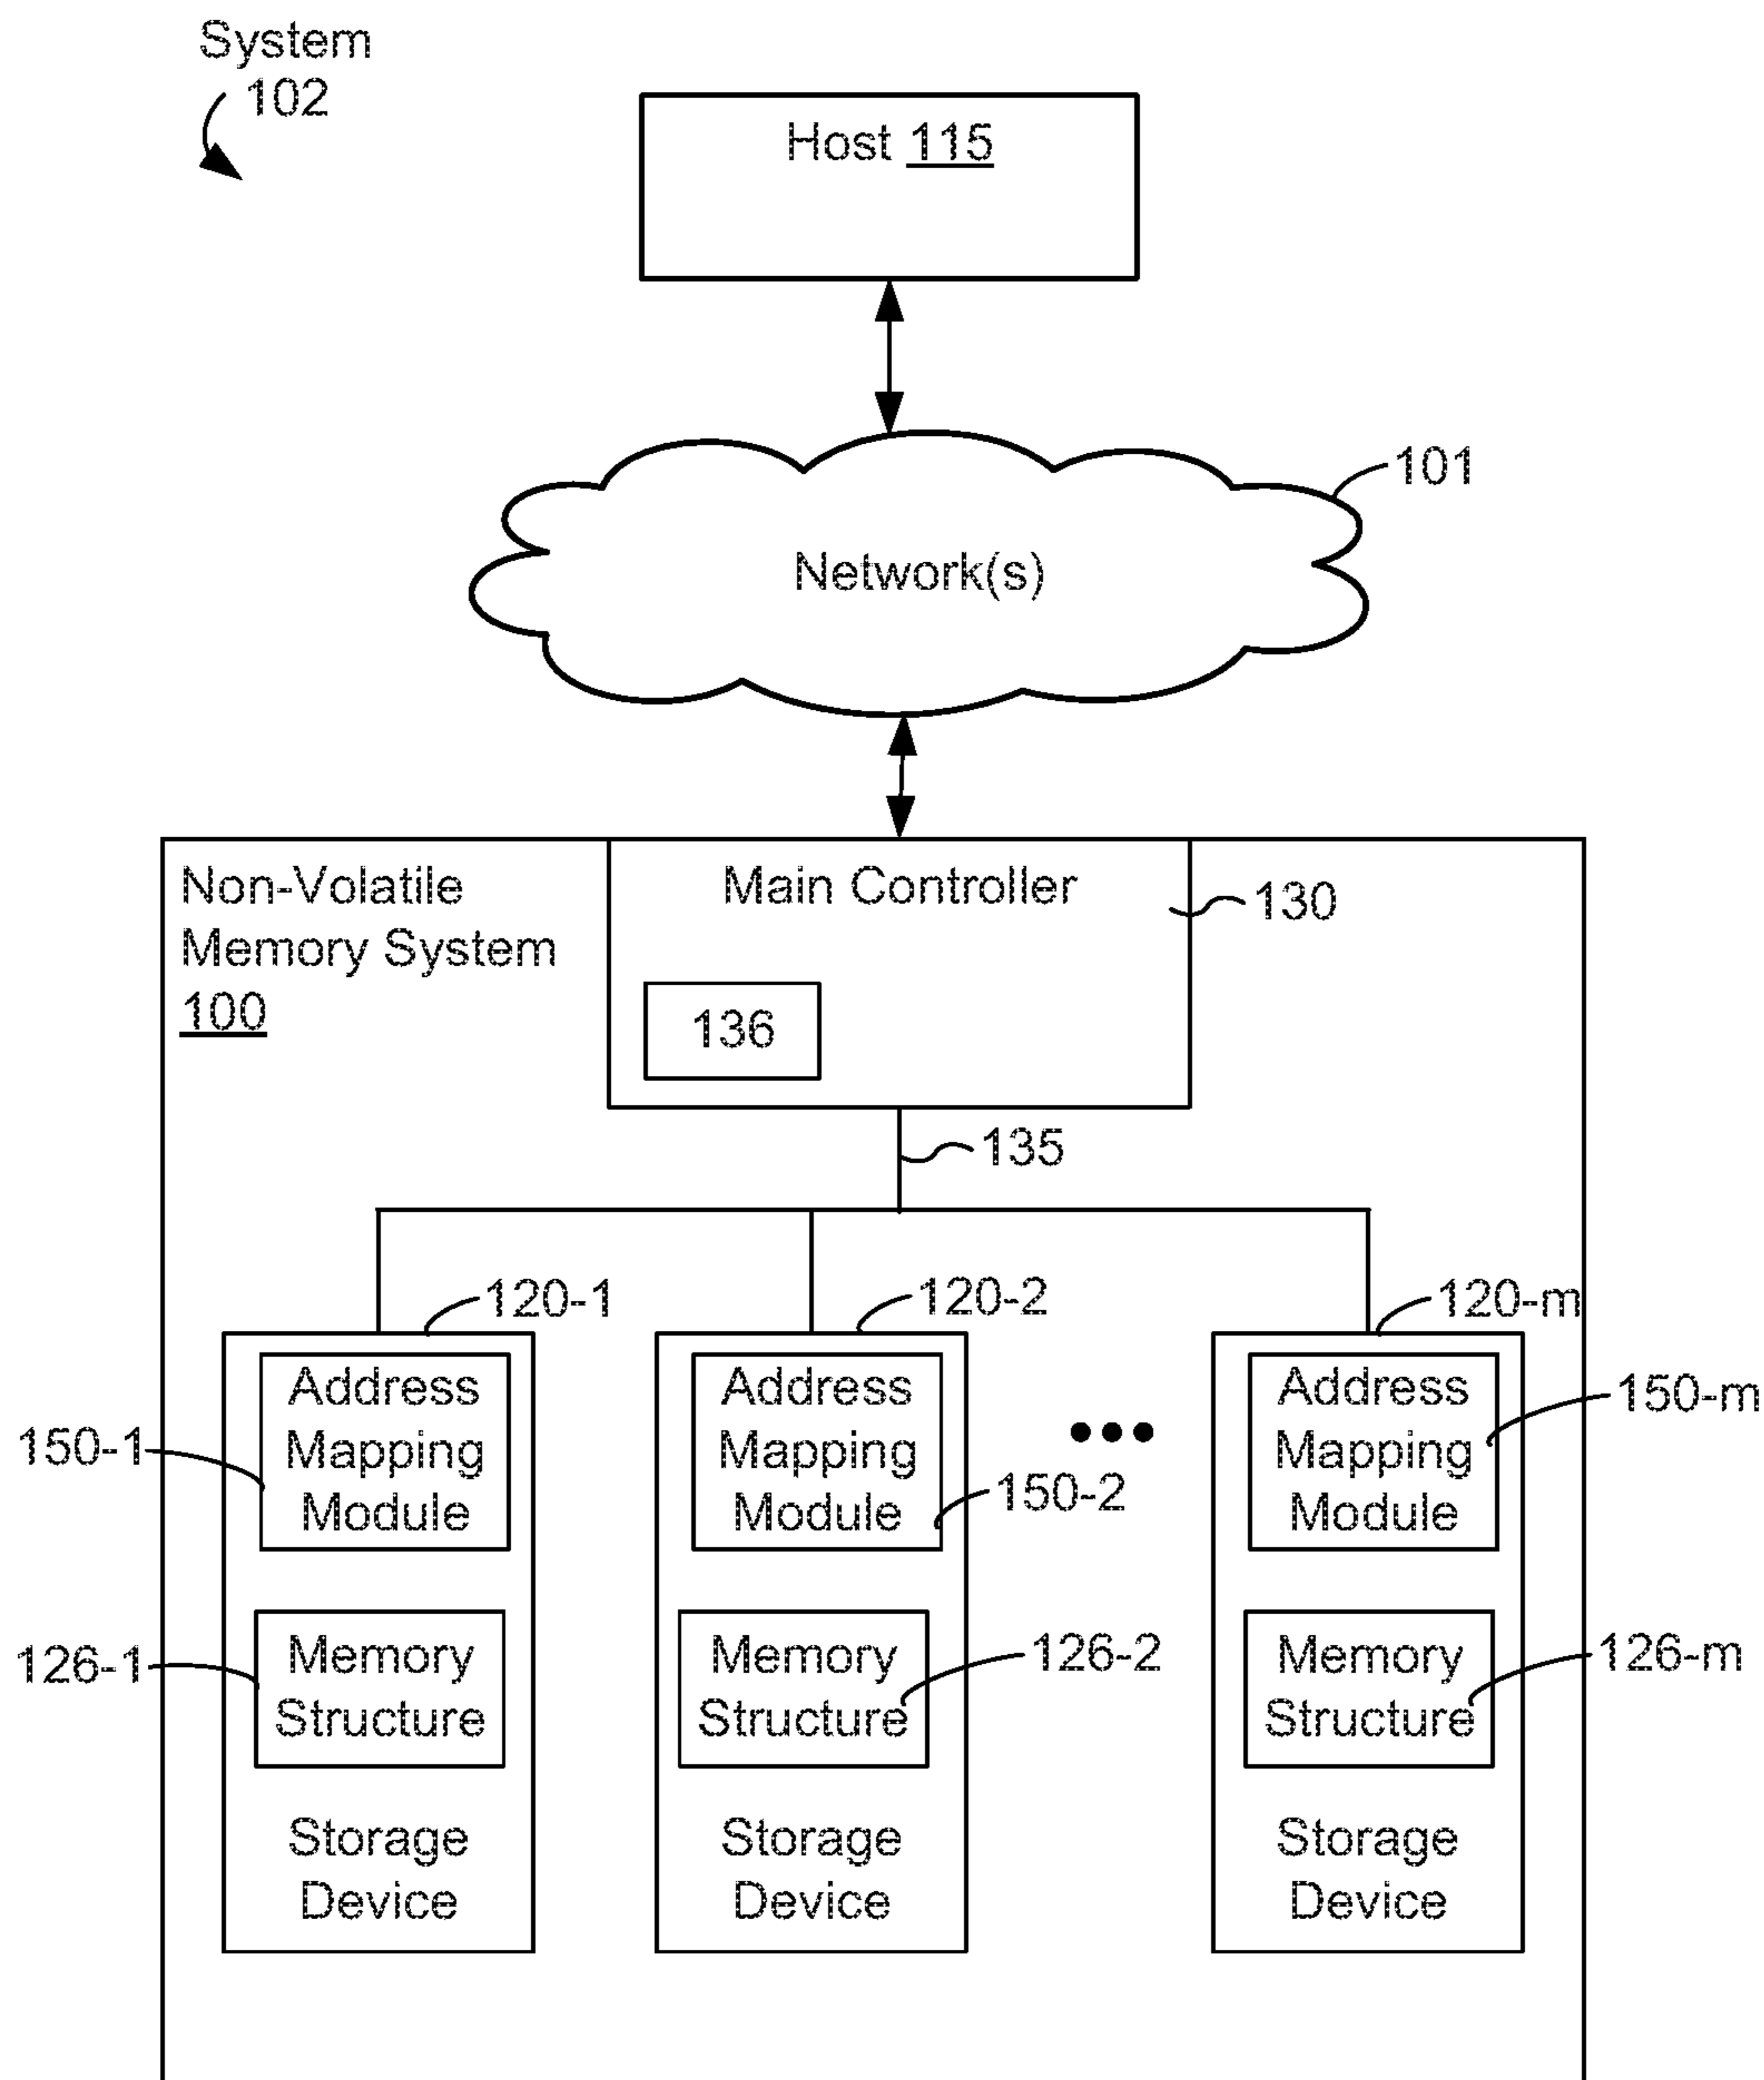 System
102
Host 115
101
Network(s)
Non-Volatile
Memory System
100
Main Controller
130
136
135
120-1
120-2
120-m
Address
Mapping
Module
150-1
Address
Mapping
Module
150-2
Address
Mapping
Module
150-m
Memory
Structure
126-1
Memory
Structure
126-2
Memory
Structure
126-m
Storage
Device
Storage
Device
Storage
Device